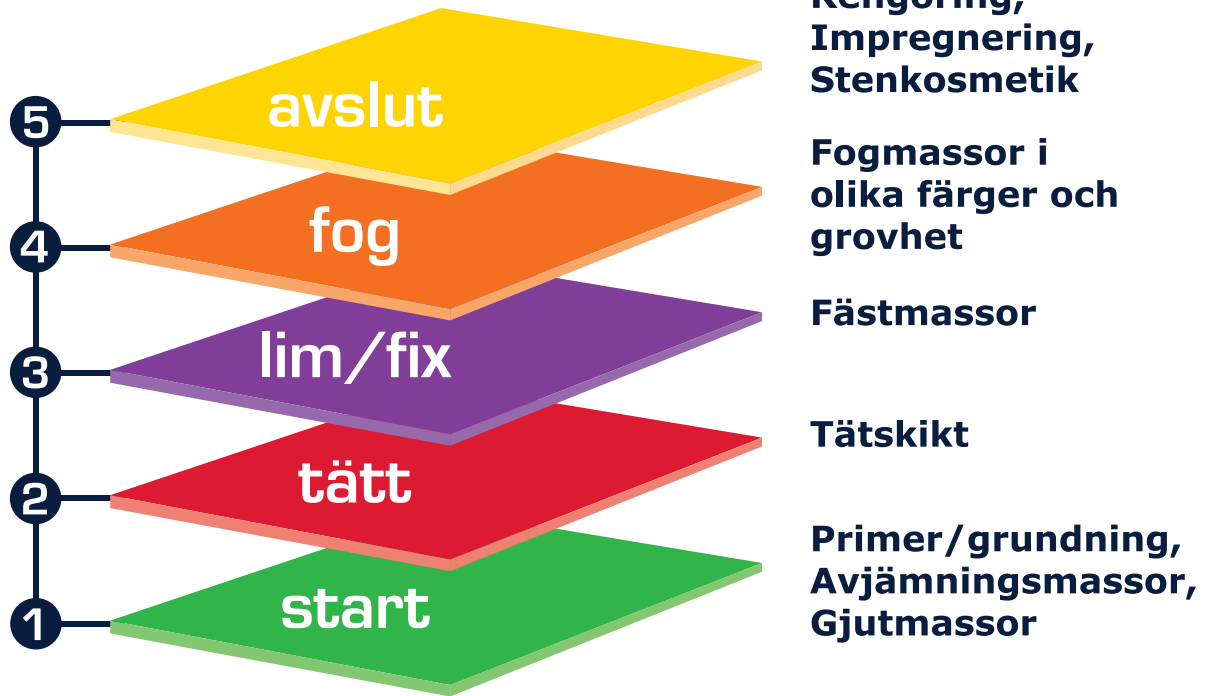 Rengöring,
Impregnering,
Stenkosmetik
5
avslut
Fogmassor i
olika färger och
grovhet
4
fog
Fästmassor
3
lim/fix
Tätskikt
2
tätt
Primer/grundning,
Avjämningsmassor,
Gjutmassor
1
start